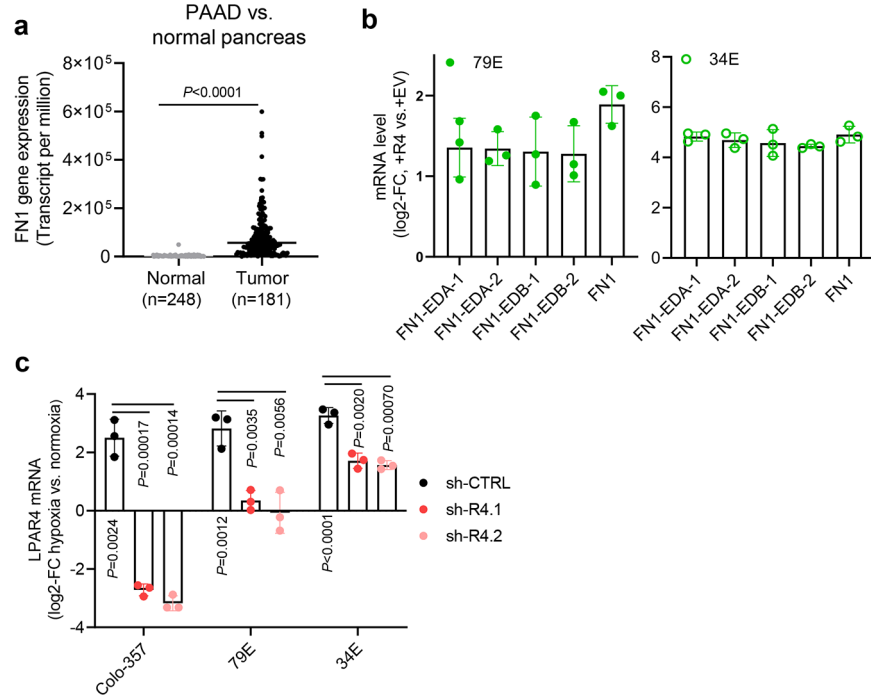 a
PAAD vs.
normal pancreas
FN1 gene expression
(Transcript per million)
8×10⁵
6×10⁵
4×10⁵
2×10⁵
0
P<0.0001
Normal
(n=248)
Tumor
(n=181)
b
mRNA level
(log2-FC, +R4 vs.+EV)
79E
2
1
0
FN1-EDA-1
FN1-EDA-2
FN1-EDB-1
FN1-EDB-2
FN1
34E
8
6
4
2
0
FN1-EDA-1
FN1-EDA-2
FN1-EDB-1
FN1-EDB-2
FN1
c
LPAR4 mRNA
(log2-FC hypoxia vs. normoxia)
4
2
0
-2
-4
P=0.0024
P=0.00017
P=0.00014
P=0.0012
P=0.0035
P=0.0056
P<0.0001
P=0.0020
P=0.00070
Colo-357
79E
34E
sh-CTRL
sh-R4.1
sh-R4.2